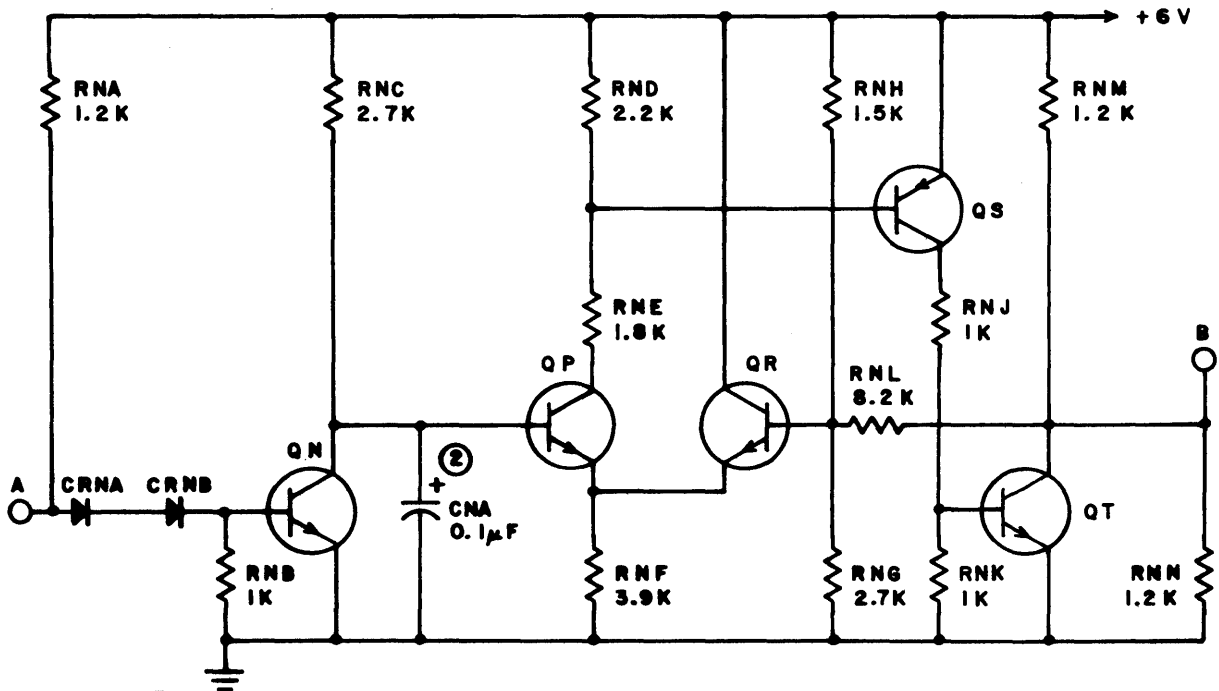 +6V
RNA
1.2K
RNC
2.7K
RND
2.2K
RNH
1.5K
RNM
1.2K
QS
RNE
1.8K
RNJ
1K
B
QP
QR
RNL
8.2K
QN
2
A
CRNA
CRNB
+
CNA
0.1μF
QT
RNB
1K
RNF
3.9K
RNG
2.7K
RNK
1K
RNN
1.2K